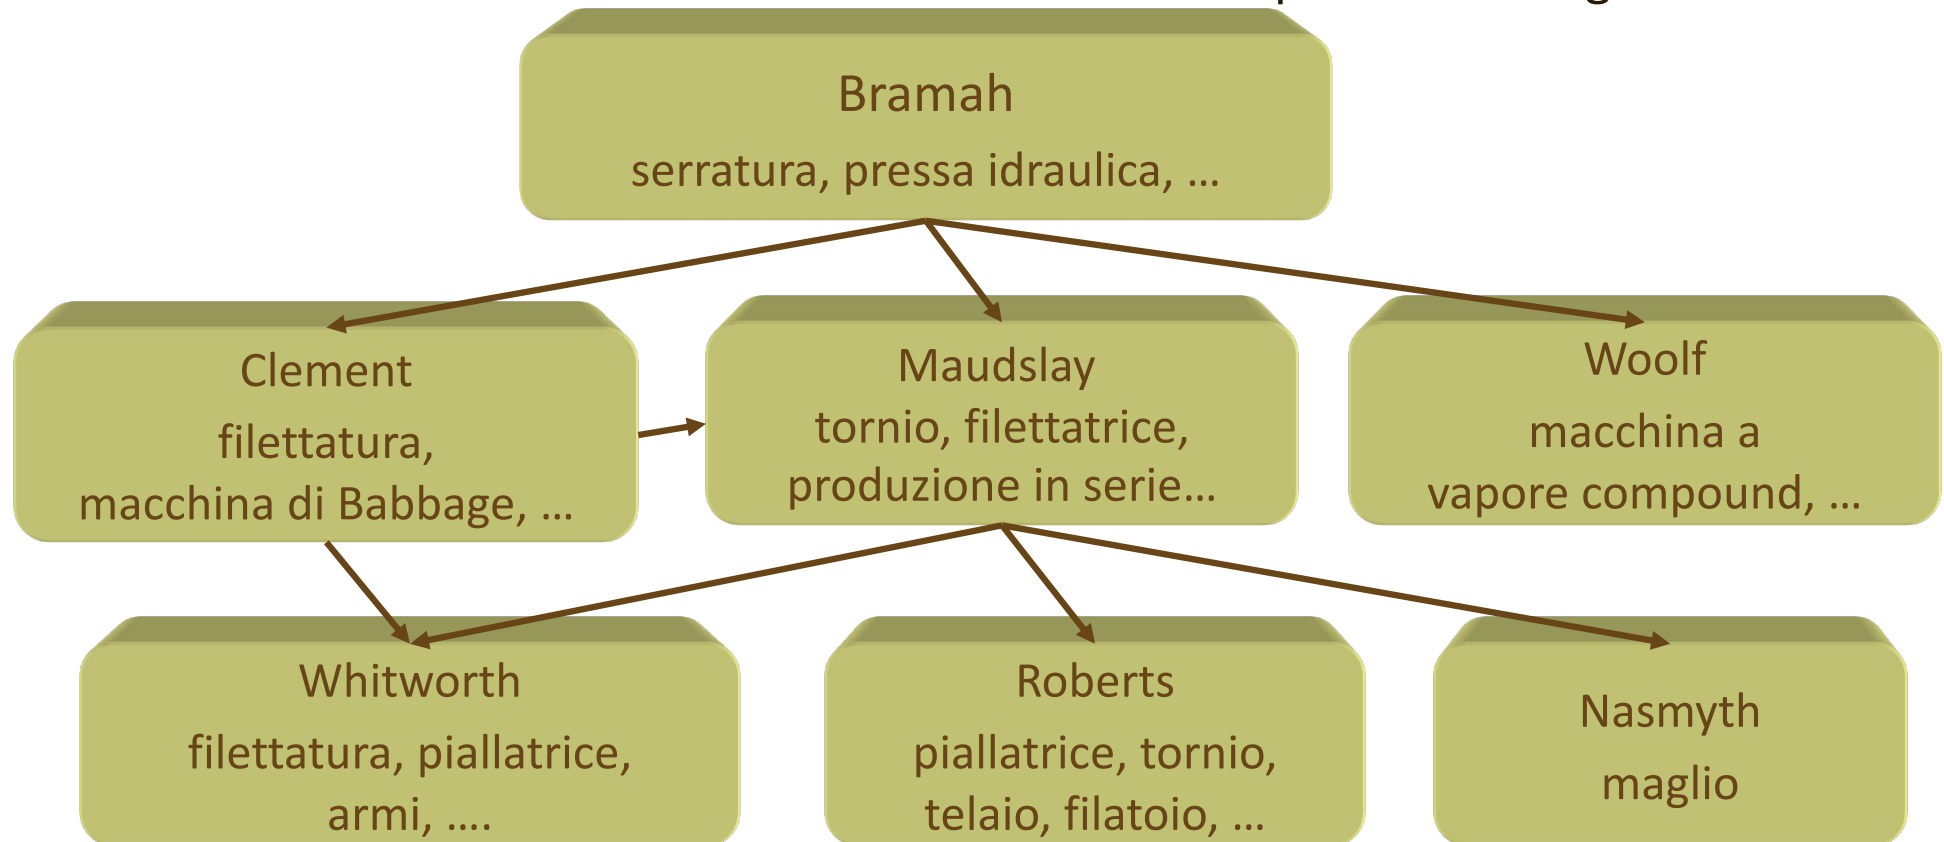 Bramah
serratura, pressa idraulica, …
Clement
filettatura,
macchina di Babbage, …
Maudslay
tornio, filettatrice,
produzione in serie…
Woolf
macchina a
vapore compound, …
Whitworth
filettatura, piallatrice,
armi, ….
Roberts
piallatrice, tornio,
telaio, filatoio, …
Nasmyth
maglio